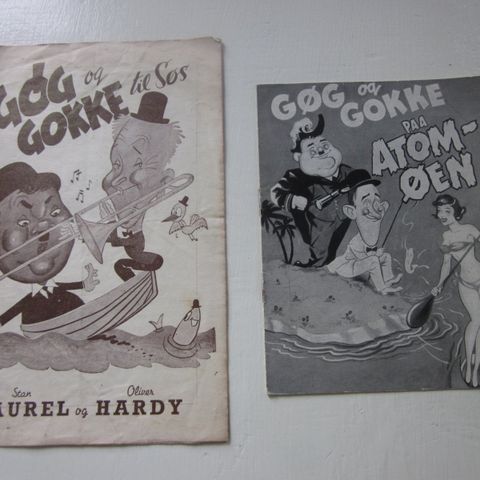 GØG og
GOKKE til Søs
Stan Oliver
AUREL og HARDY
GØG og
GOKKE
PAA
ATOM-
ØEN